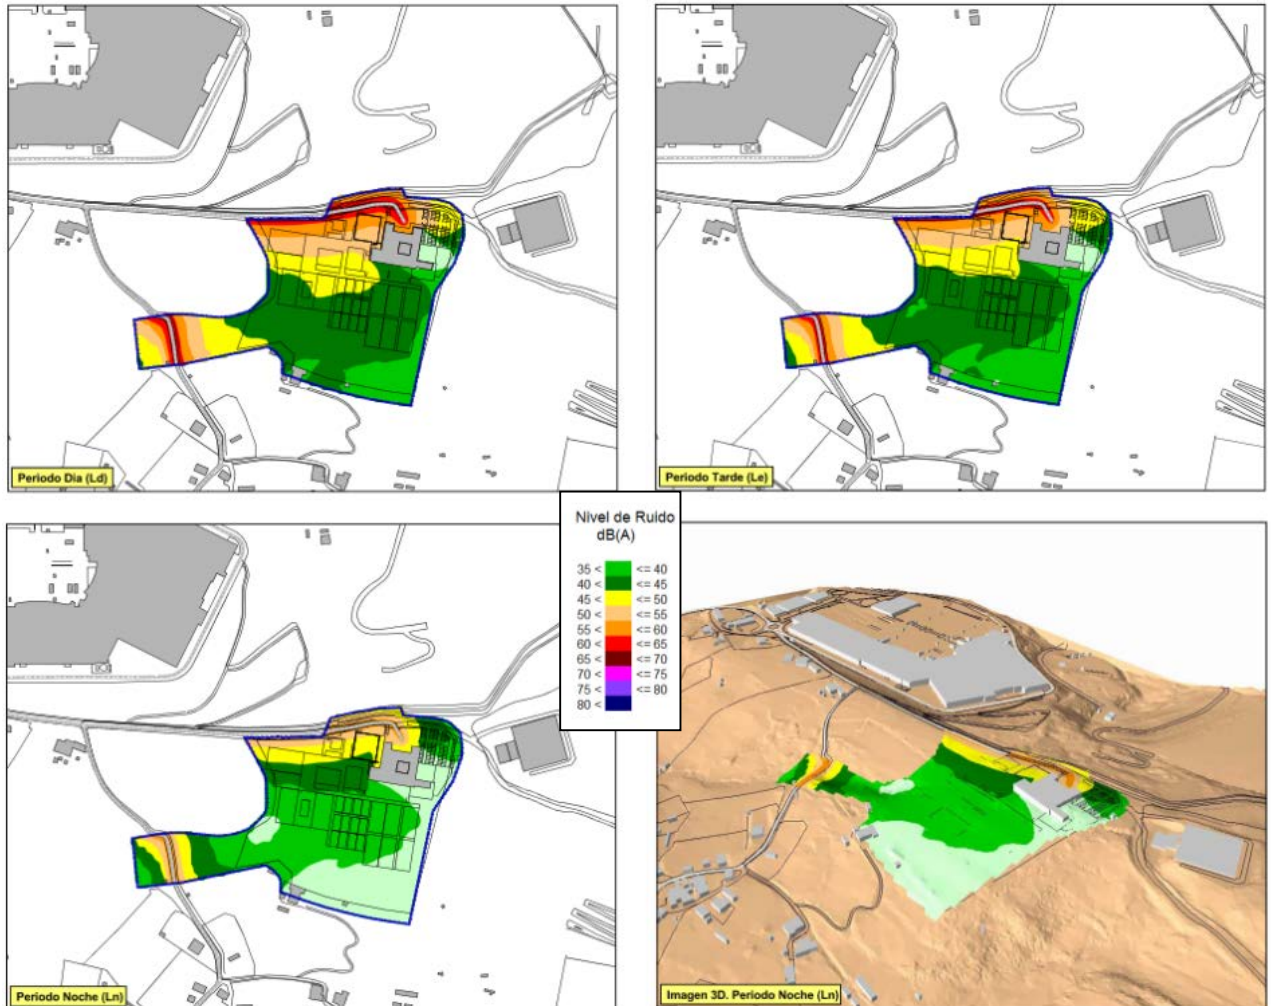 Periodo Dia (Ld)
Periodo Tarde (Le)
Nivel de Ruido
dB(A)
35 < <= 40
40 < <= 45
45 < <= 50
50 < <= 55
55 < <= 60
60 < <= 65
65 < <= 70
70 < <= 75
75 < <= 80
80 <
Periodo Noche (Ln)
Imagen 3D. Periodo Noche (Ln)